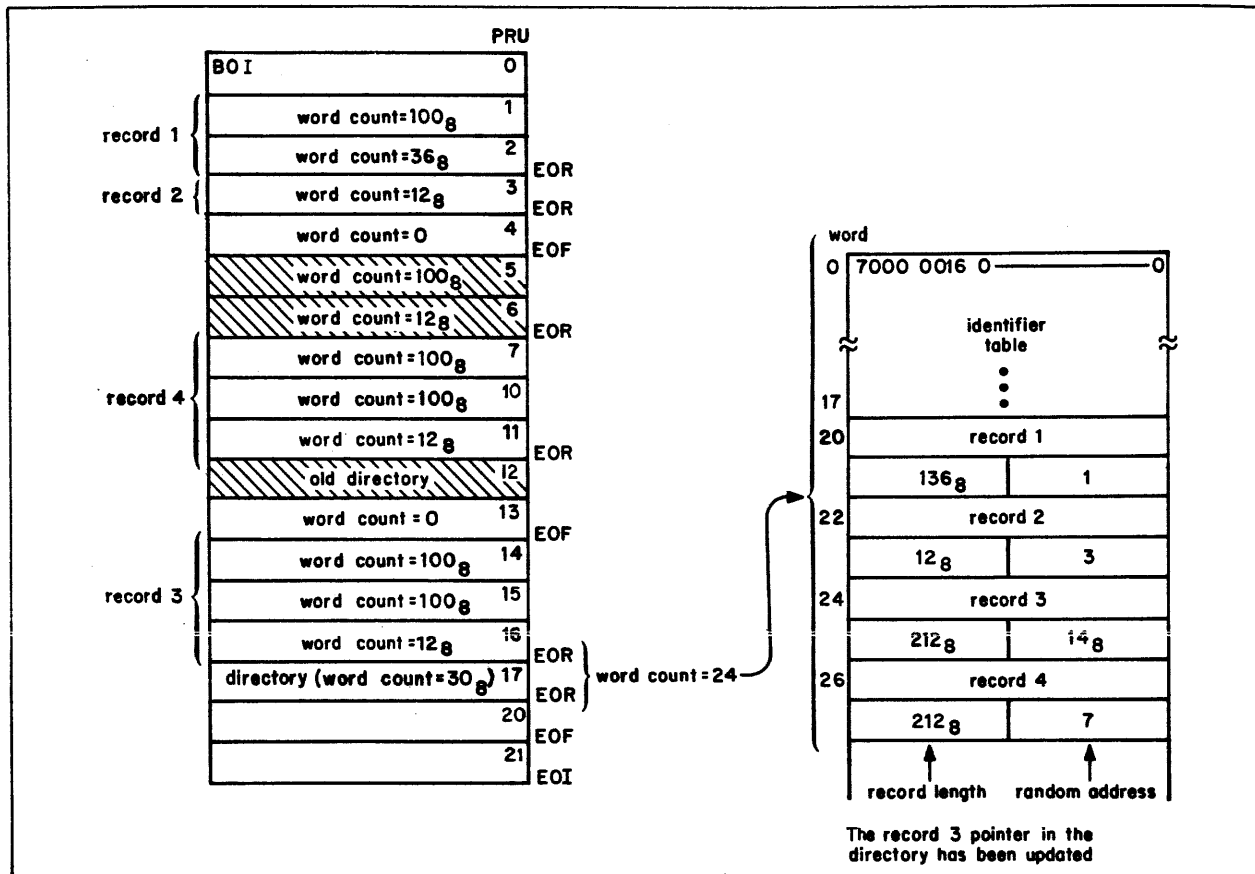 PRU
BOI 0
record 1
word count=100₈ 1
word count=36₈ 2
EOR
record 2
word count=12₈ 3
EOR
word count=0 4
EOF
word count=100₈ 5
word count=12₈ 6
EOR
record 4
word count=100₈ 7
word count=100₈ 10
word count=12₈ 11
EOR
old directory 12
word count=0 13
EOF
record 3
word count=100₈ 14
word count=100₈ 15
word count=12₈ 16
EOR
directory (word count=30₈) 17
EOR
20
EOF
21
EOI
word count=24
word
0 7000 0016 0 0
identifier
table
17
20 record 1
136₈ 1
22 record 2
12₈ 3
24 record 3
212₈ 14₈
26 record 4
212₈ 7
record length random address
The record 3 pointer in the
directory has been updated